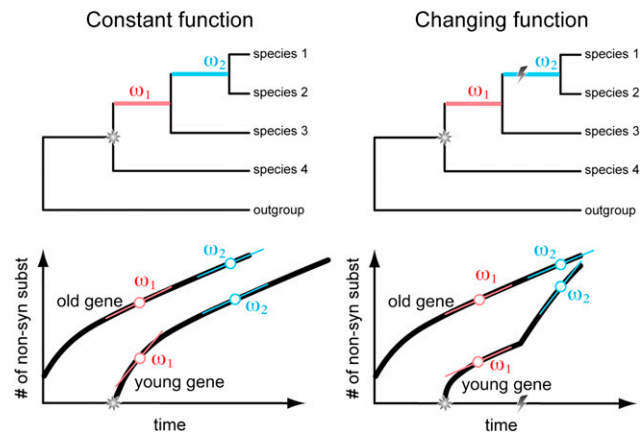 Constant function
species 1
ω2
species 2
ω1
species 3
species 4
outgroup
# of non-syn subst
ω2
ω1
old gene
ω2
ω1
young gene
time
Changing function
species 1
ω2
species 2
ω1
species 3
species 4
outgroup
# of non-syn subst
ω2
ω1
old gene
ω2
ω1
young gene
time